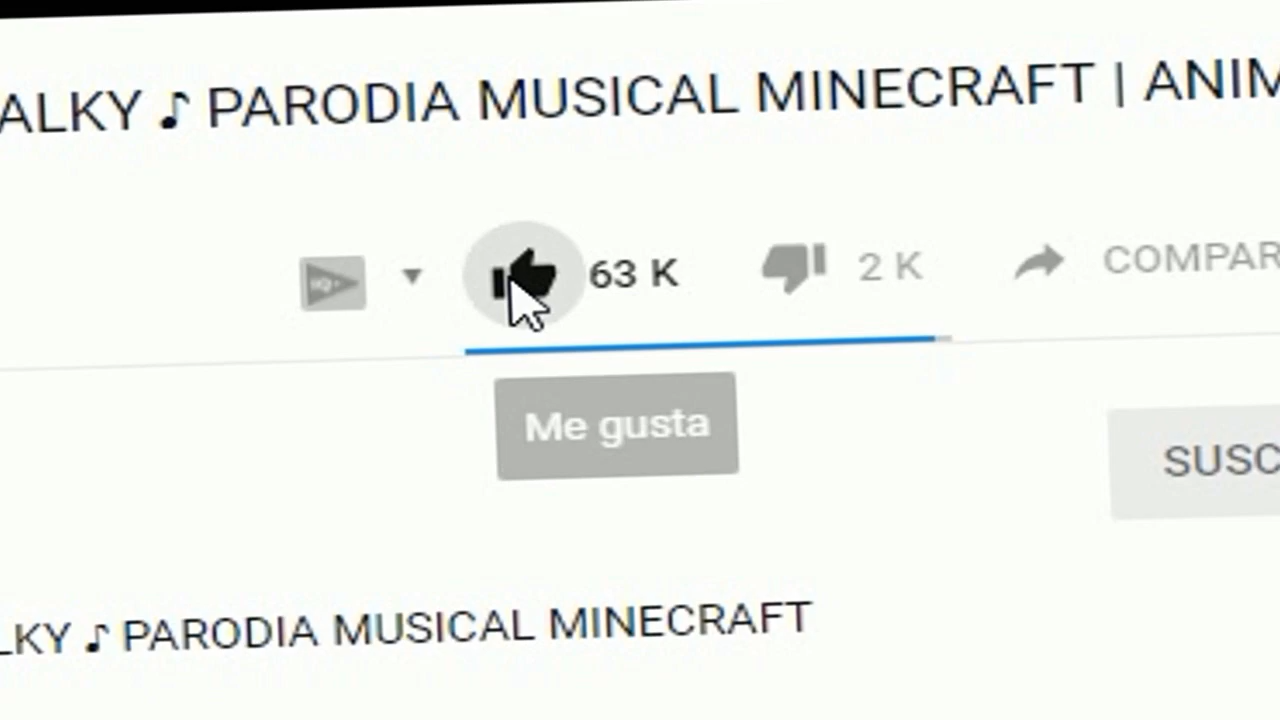 ALKY ♪ PARODIA MUSICAL MINECRAFT | ANIM
63 K 2 K COMPAR
Me gusta
SUSC
LKY ♪ PARODIA MUSICAL MINECRAFT